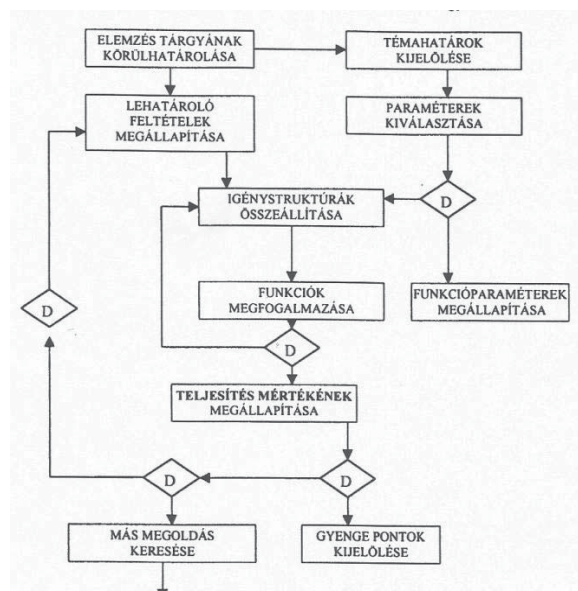 ELEMZÉS TÁRGYÁNAK
KÖRÜLHATÁROLÁSA
TÉMAHATÁROK
KIJELÖLÉSE
LEHATÁROLÓ
FELTÉTELEK
MEGÁLLAPÍTÁSA
PARAMÉTEREK
KIVÁLASZTÁSA
D
IGÉNYSTRUKTÚRÁK
ÖSSZEÁLLÍTÁSA
FUNKCIÓK
MEGFOGALMAZÁSA
FUNKCIÓPARAMÉTEREK
MEGÁLLAPÍTÁSA
D
D
TELJESÍTÉS MÉRTÉKÉNEK
MEGÁLLAPÍTÁSA
D
D
MÁS MEGOLDÁS
KERESÉSE
GYENGE PONTOK
KIJELÖLÉSE